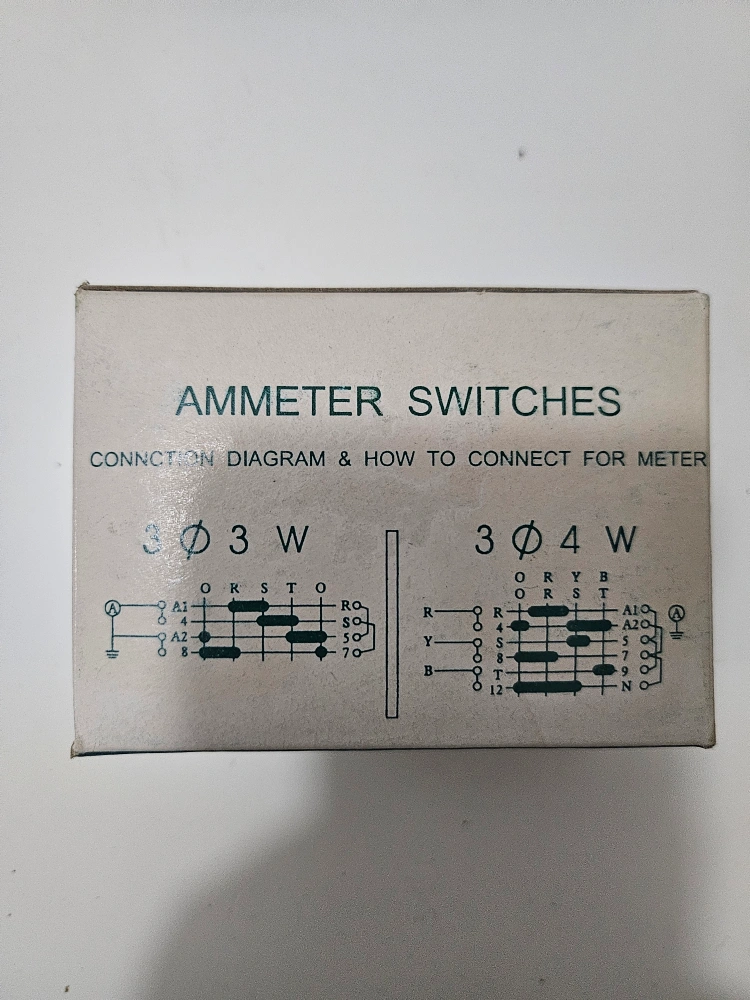 AMMETER SWITCHES
CONNCTION DIAGRAM & HOW TO CONNECT FOR METER
3 Ø 3 W
O R S T O
A A1 R
4 S
A2 5
8 7
3 Ø 4 W
O R Y B
O R S T
R R A1 A
4 A2
Y S 5
8 7
B T 9
12 N